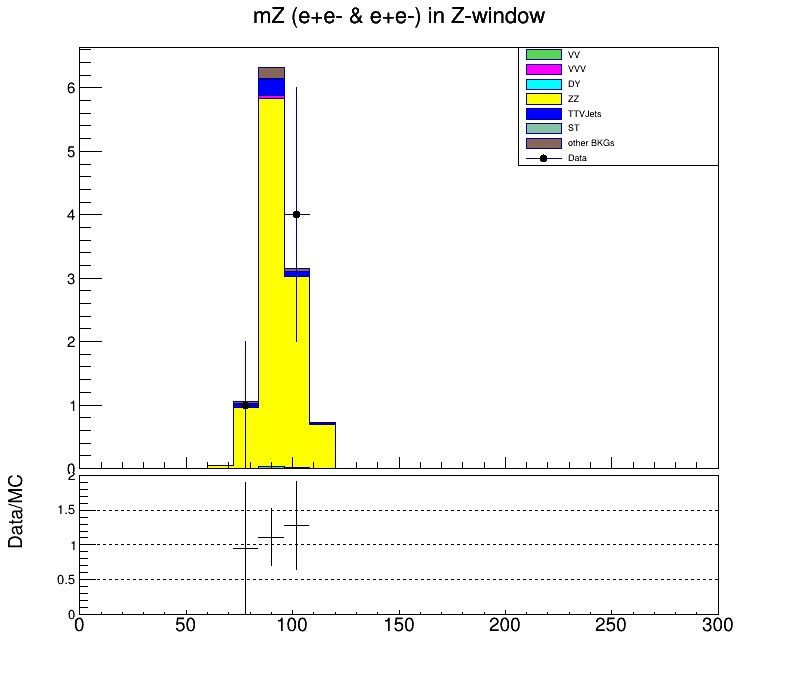 mZ (e+e- & e+e-) in Z-window
6
5
4
3
2
1
0
VV
VVV
DY
ZZ
TTVJets
ST
other BKGs
Data
Data/MC
2
1.5
1
0.5
0
0 50 100 150 200 250 300